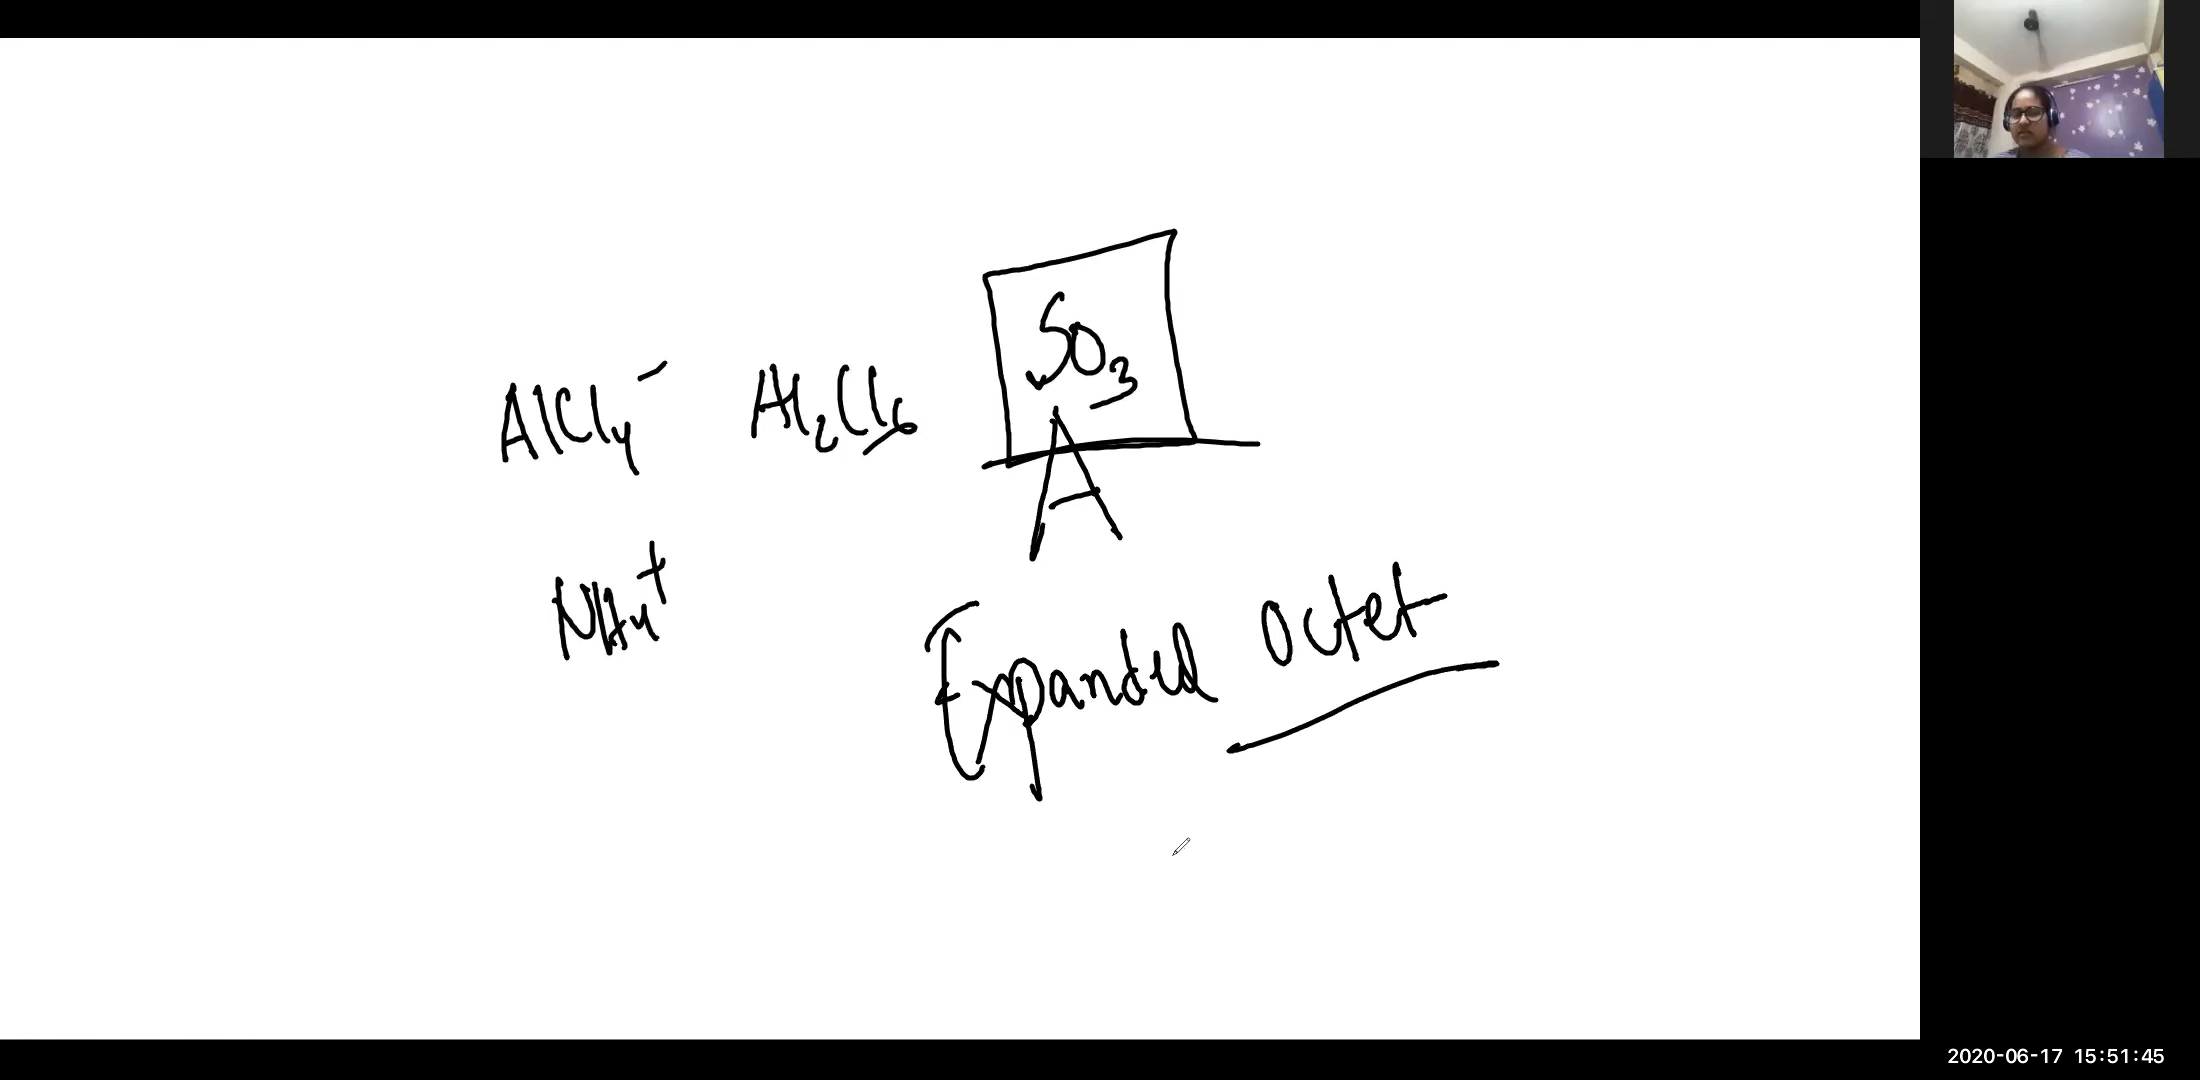 AlCl4⁻ Al2Cl6 SO3
A
NH4⁺
Expanded Octet
2020-06-17 15:51:45